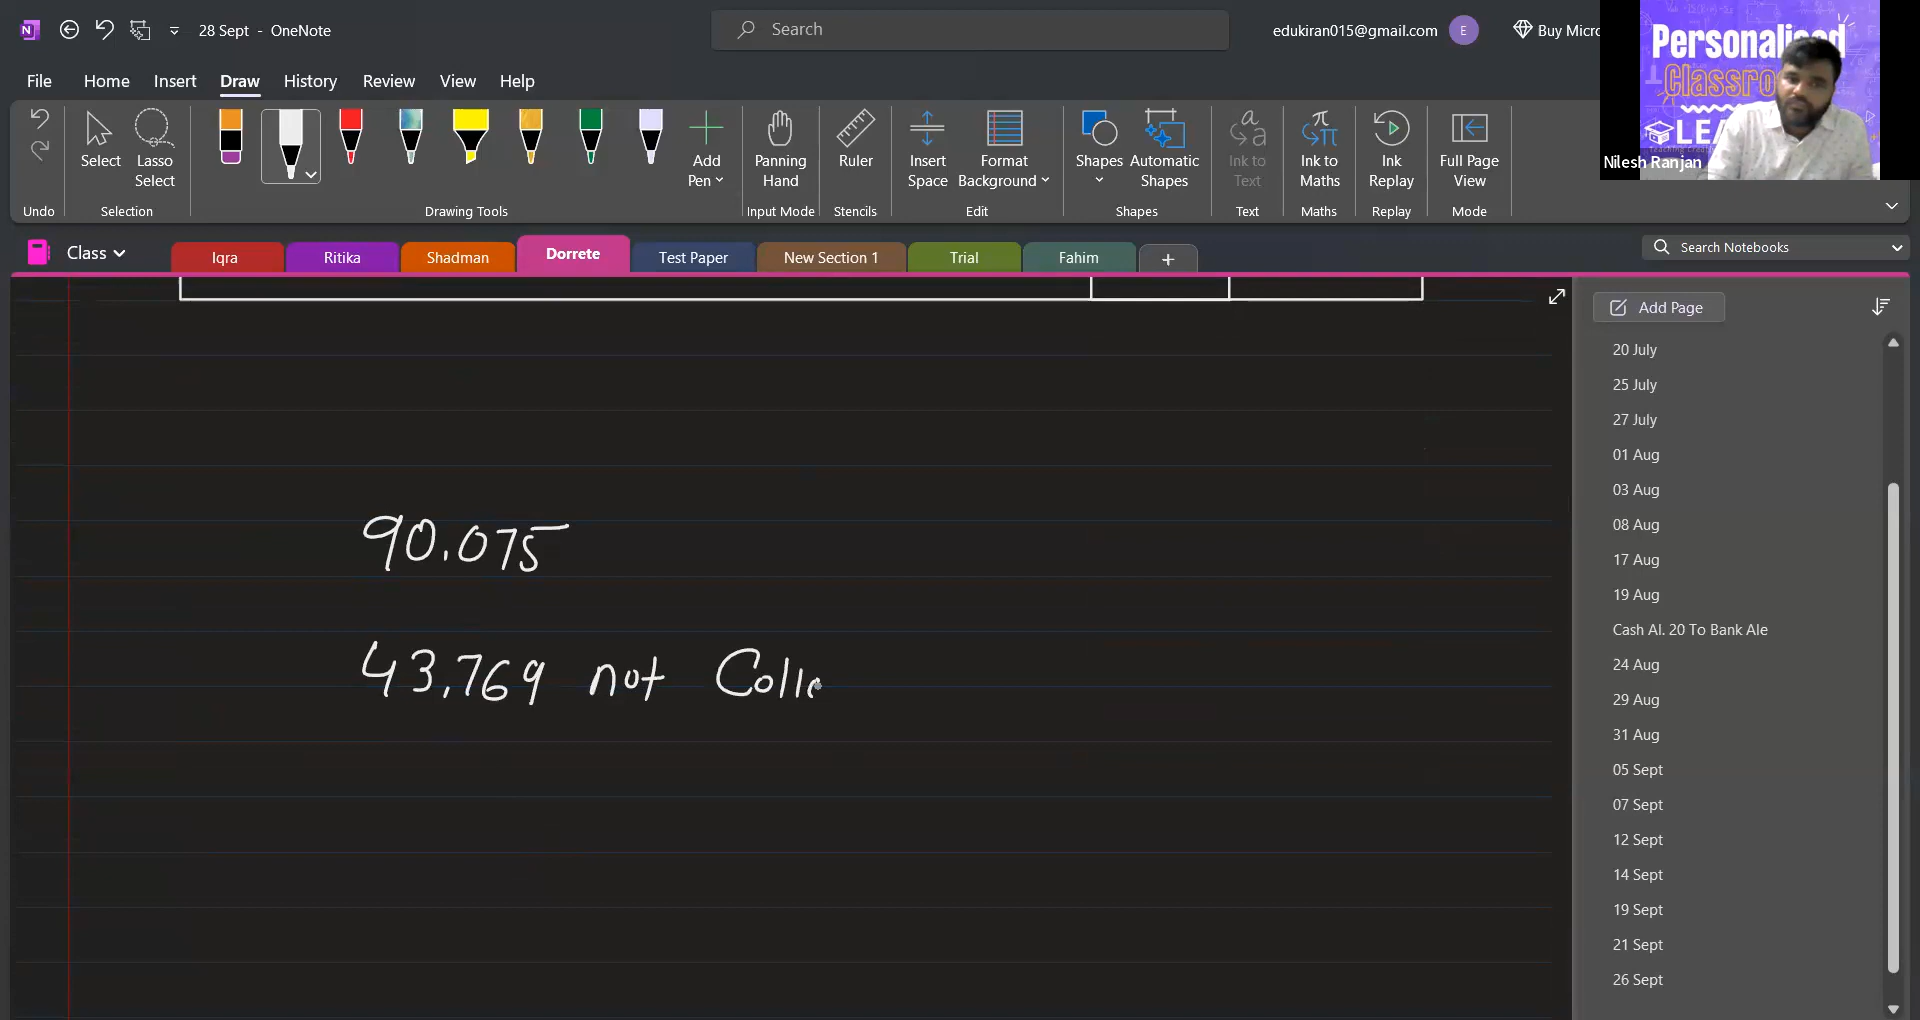 28 Sept - OneNote
Search
edukiran015@gmail.com
E
Buy Micro
Personalised
Classro
LEA
Nilesh Ranjan
File
Home
Insert
Draw
History
Review
View
Help
Select
Lasso
Select
Add
Pen
Panning
Hand
Ruler
Insert
Space
Format
Background
Shapes
Automatic
Shapes
Ink to
Text
Ink to
Maths
Ink
Replay
Full Page
View
Undo
Selection
Drawing Tools
Input Mode
Stencils
Edit
Shapes
Text
Maths
Replay
Mode
Class
Iqra
Ritika
Shadman
Dorrete
Test Paper
New Section 1
Trial
Fahim
+
Search Notebooks
Add Page
20 July
25 July
27 July
01 Aug
03 Aug
08 Aug
17 Aug
19 Aug
Cash Al. 20 To Bank Ale
24 Aug
29 Aug
31 Aug
05 Sept
07 Sept
12 Sept
14 Sept
19 Sept
21 Sept
26 Sept
90.075
43,769 not Colle